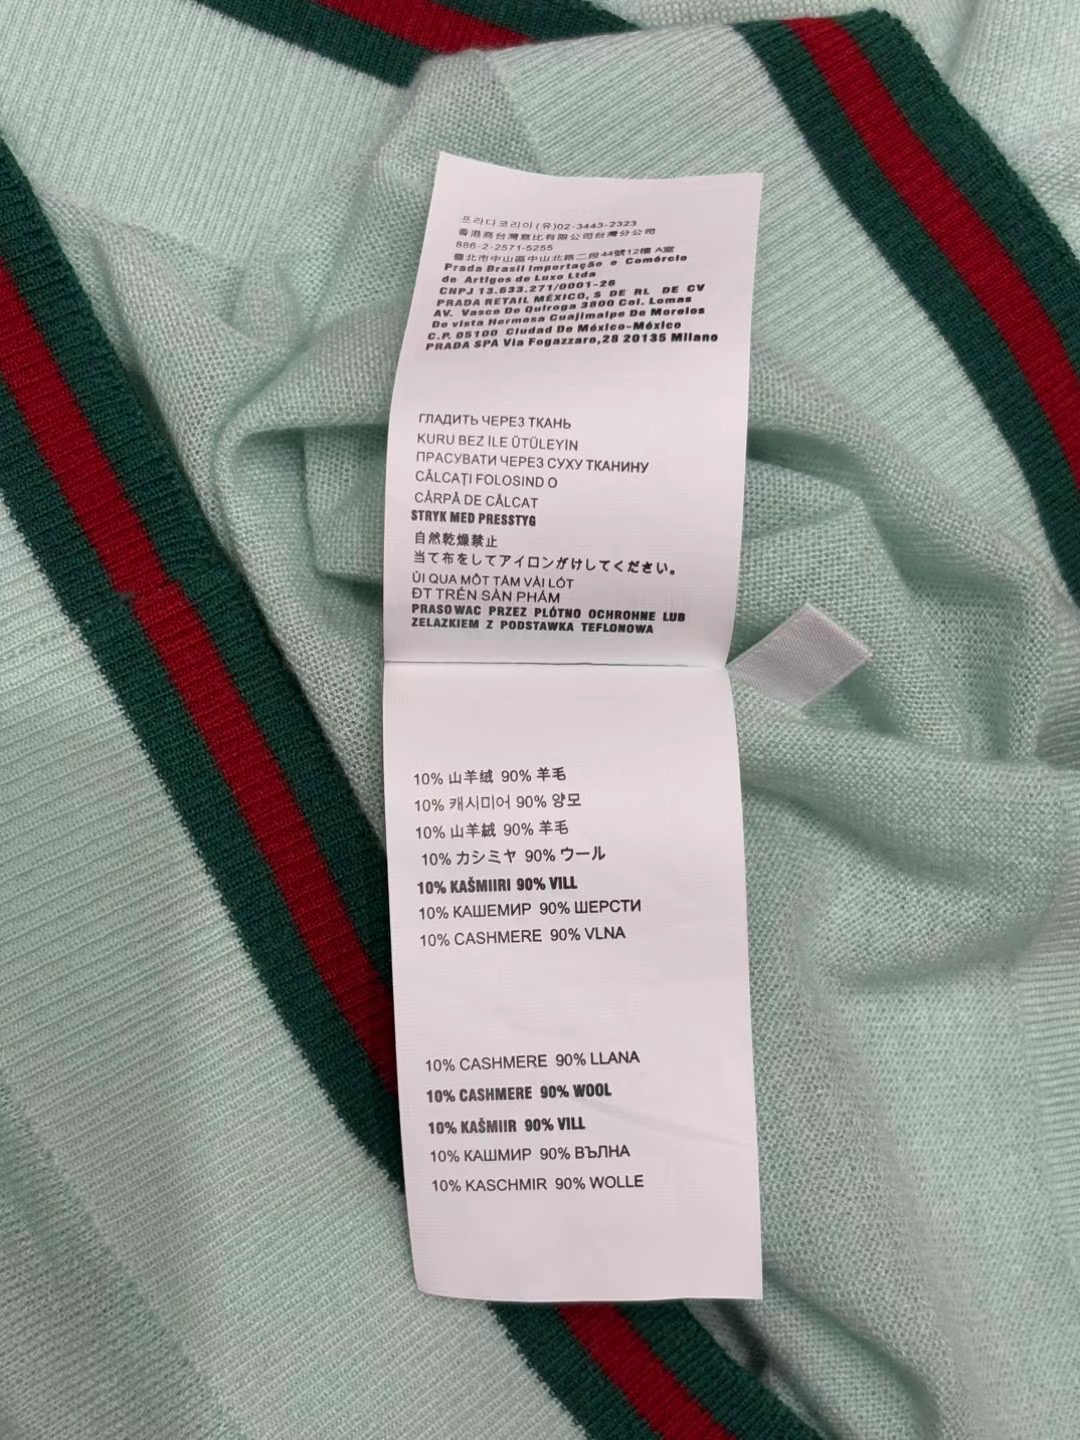 프라다코리아(유)02-3443-2323
香港商台灣意比有限公司台灣分公司
886-2-2571-5255
臺北市中山區中山北路二段44號12樓 A室
Prada Brasil Importação e Comércio
de Artigos de Luxo Ltda
CNPJ 13.633.271/0001-26
PRADA RETAIL MÉXICO, S DE RL DE CV
AV. Vasco De Quiroga 3800 Col. Lomas
De vista Hermosa Cuajimalpe De Morelos
C.P. 05100 Ciudad De México-México
PRADA SPA Via Fogazzaro,28 20135 Milano
ГЛАДИТЬ ЧЕРЕЗ ТКАНЬ
KURU BEZ ILE ÜTÜLEYIN
ПРАСУВАТИ ЧЕРЕЗ СУХУ ТКАНИНУ
CĂLCAȚI FOLOSIND O
CÂRPĂ DE CĂLCAT
STRYK MED PRESSTYG
自然乾燥禁止
当て布をしてアイロンがけしてください。
ỦI QUA MỘT TẤM VẢI LÓT
ĐT TRÊN SẢN PHẨM
PRASOWAC PRZEZ PLÓTNO OCHROHNE LUB
ZELAZKIEM Z PODSTAWKA TEFLONOWA
10% 山羊绒 90% 羊毛
10% 캐시미어 90% 양모
10% 山羊絨 90% 羊毛
10% カシミヤ 90% ウール
10% KAŠMIIRI 90% VILL
10% КАШЕМИР 90% ШЕРСТИ
10% CASHMERE 90% VLNA
10% CASHMERE 90% LLANA
10% CASHMERE 90% WOOL
10% KAŠMIIR 90% VILL
10% КАШМИР 90% ВЪЛНА
10% KASCHMIR 90% WOLLE